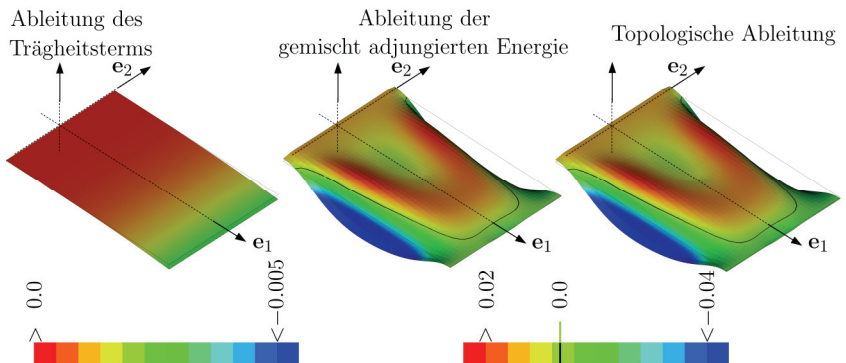 Ableitung des
Trägheitsterms
Ableitung der
gemischt adjungierten Energie
Topologische Ableitung
e₂
e₂
e₂
e₁
e₁
e₁
> 0.0
< −0.005
> 0.02
0.0
< −0.04